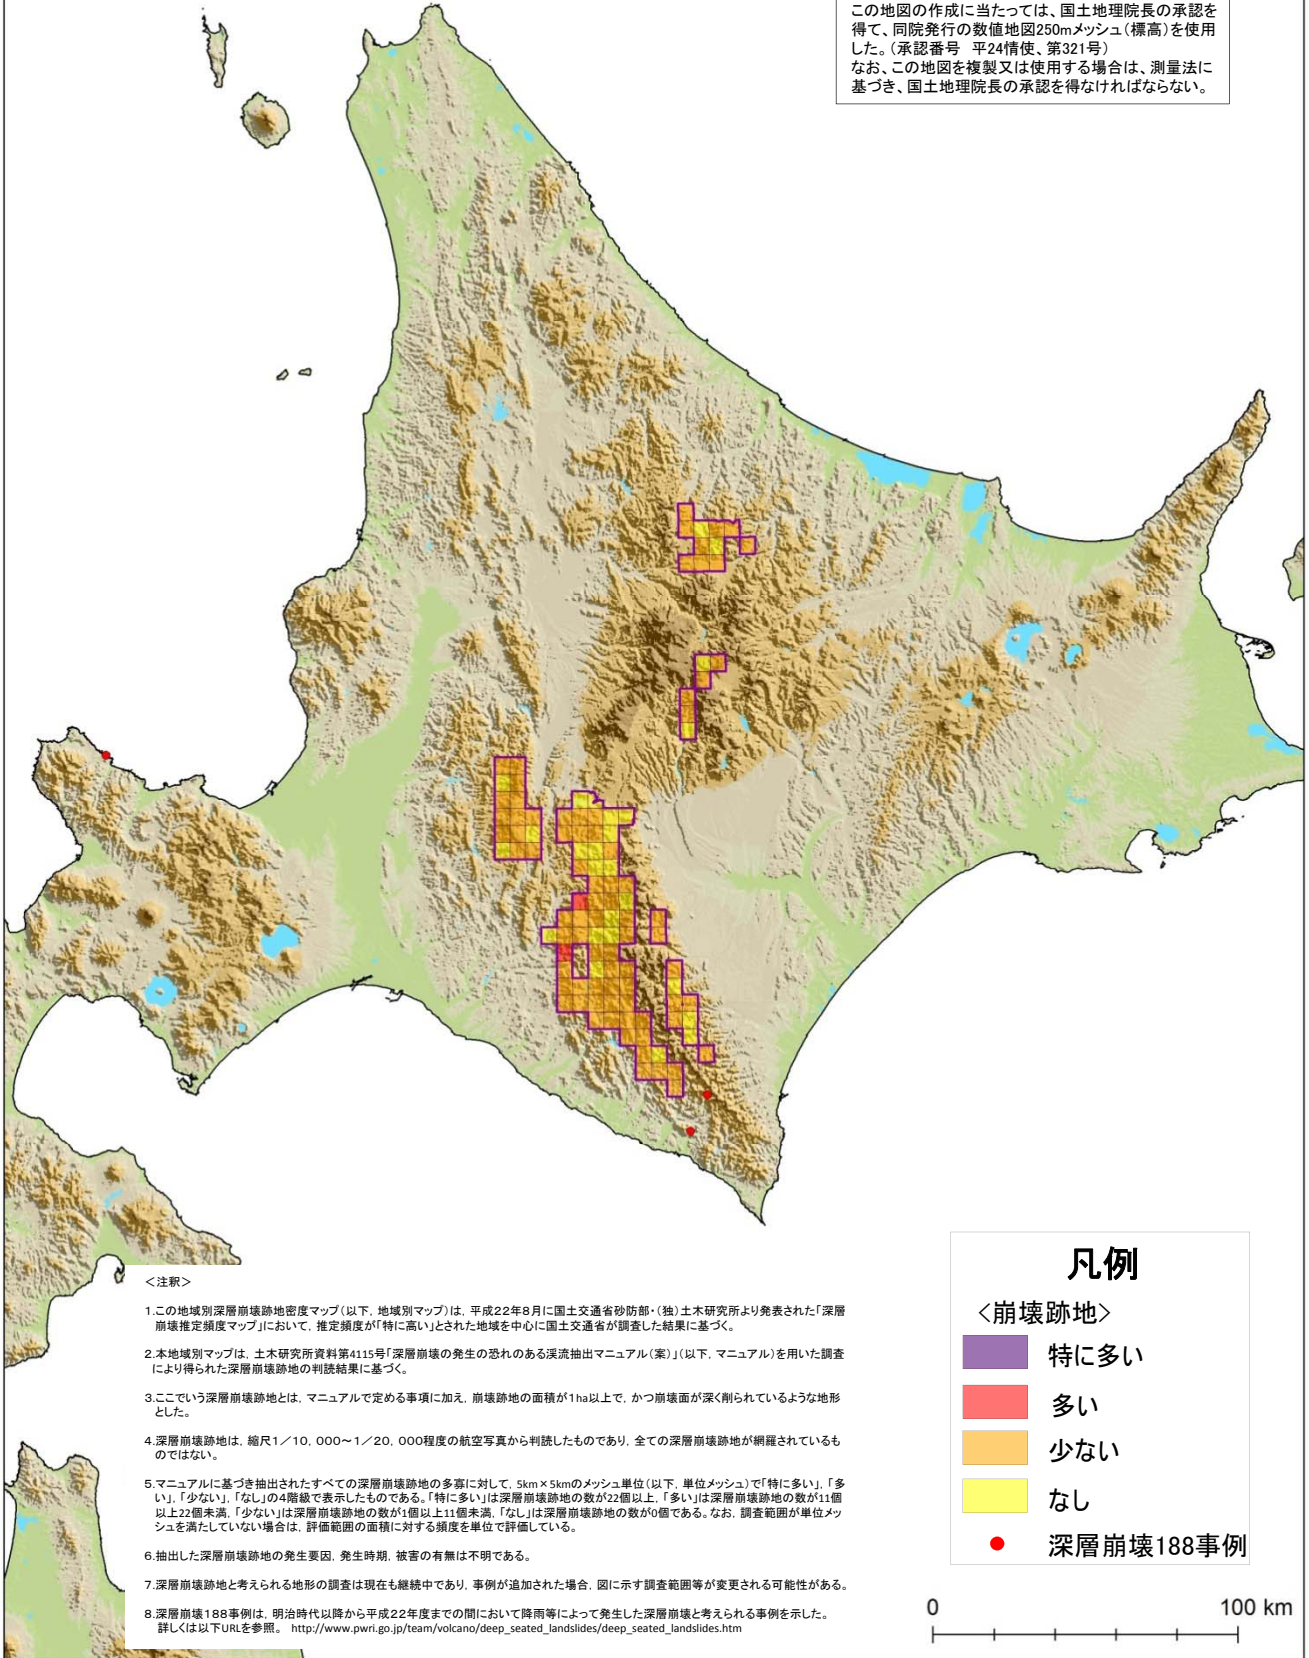 この地図の作成に当たっては、国土地理院長の承認を
得て、同院発行の数値地図250mメッシュ(標高)を使用
した。(承認番号　平24情使、第321号)
なお、この地図を複製又は使用する場合は、測量法に
基づき、国土地理院長の承認を得なければならない。
凡例
<崩壊跡地>
特に多い
多い
少ない
なし
深層崩壊188事例
0 100 km
＜注釈＞
1.この地域別深層崩壊跡地密度マップ(以下，地域別マップ)は，平成22年8月に国土交通省砂防部・(独)土木研究所より発表された「深層
崩壊推定頻度マップ」において，推定頻度が「特に高い」とされた地域を中心に国土交通省が調査した結果に基づく。
2.本地域別マップは，土木研究所資料第4115号「深層崩壊の発生の恐れのある渓流抽出マニュアル(案)」(以下，マニュアル)を用いた調査
により得られた深層崩壊跡地の判読結果に基づく。
3.ここでいう深層崩壊跡地とは，マニュアルで定める事項に加え，崩壊跡地の面積が1ha以上で，かつ崩壊面が深く削られているような地形
とした。
4.深層崩壊跡地は，縮尺1／10，000～1／20，000程度の航空写真から判読したものであり，全ての深層崩壊跡地が網羅されているも
のではない。
5.マニュアルに基づき抽出されたすべての深層崩壊跡地の多寡に対して，5km×5kmのメッシュ単位(以下，単位メッシュ)で「特に多い」，「多
い」，「少ない」，「なし」の4階級で表示したものである。「特に多い」は深層崩壊跡地の数が22個以上，「多い」は深層崩壊跡地の数が11個
以上22個未満，「少ない」は深層崩壊跡地の数が1個以上11個未満，「なし」は深層崩壊跡地の数が0個である。なお，調査範囲が単位メッ
シュを満たしていない場合は，評価範囲の面積に対する頻度を単位で評価している。
6.抽出した深層崩壊跡地の発生要因，発生時期，被害の有無は不明である。
7.深層崩壊跡地と考えられる地形の調査は現在も継続中であり，事例が追加された場合，図に示す調査範囲等が変更される可能性がある。
8.深層崩壊188事例は，明治時代以降から平成22年度までの間において降雨等によって発生した深層崩壊と考えられる事例を示した。
詳しくは以下URLを参照。 http://www.pwri.go.jp/team/volcano/deep_seated_landslides/deep_seated_landslides.htm